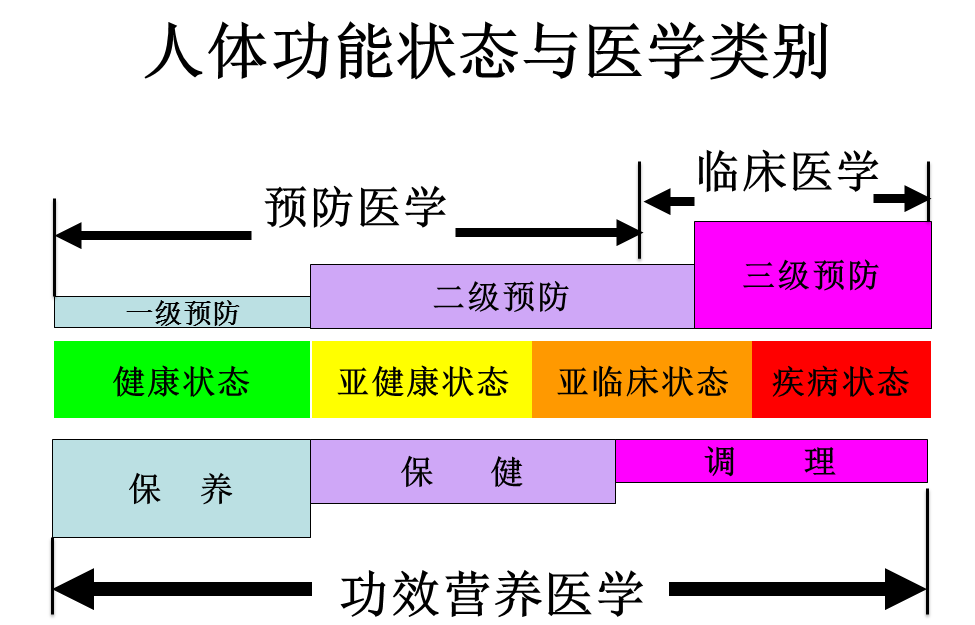 人体功能状态与医学类别
临床医学
预防医学
三级预防
二级预防
一级预防
健康状态 亚健康状态 亚临床状态 疾病状态
保 养 保 健 调 理
功效营养医学